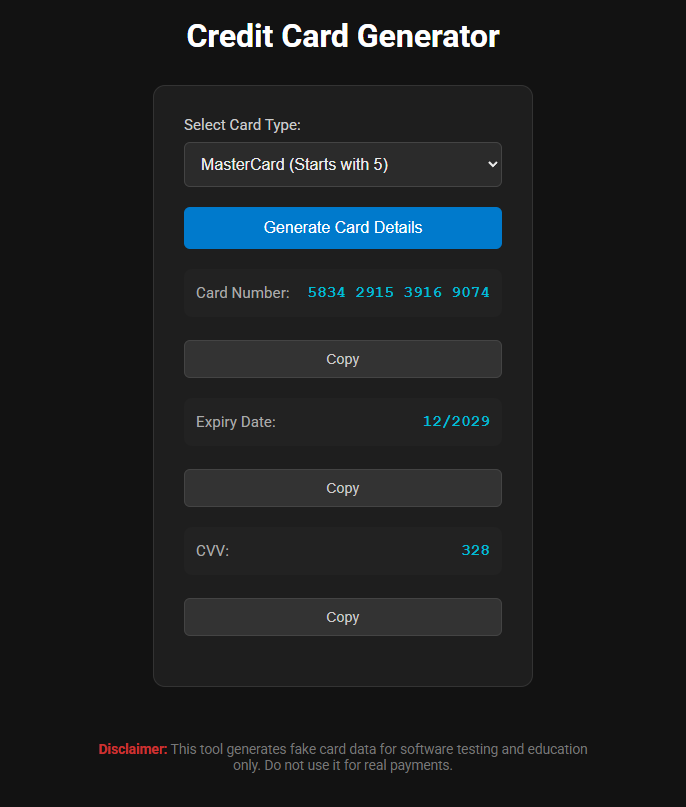 Credit Card Generator
Select Card Type:
MasterCard (Starts with 5)
Generate Card Details
Card Number: 5834 2915 3916 9074
Copy
Expiry Date: 12/2029
Copy
CVV: 328
Copy
Disclaimer: This tool generates fake card data for software testing and education
only. Do not use it for real payments.